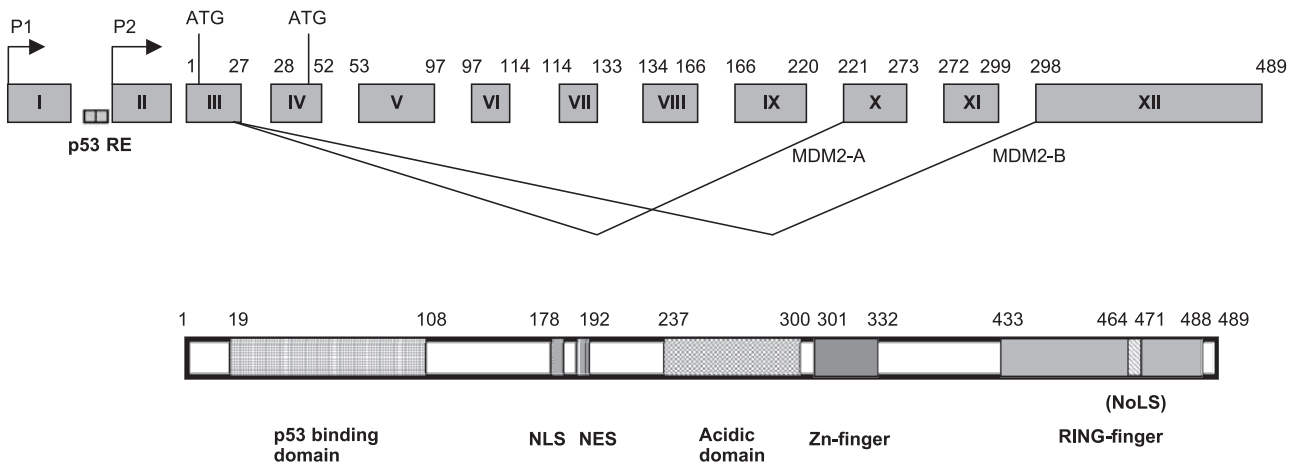 P1 P2 ATG ATG
1 27 28 52 53 97 97 114 114 133 134 166 166 220 221 273 272 299 298 489
I II III IV V VI VII VIII IX X XI XII
p53 RE
MDM2-A MDM2-B
1 19 108 178 192 237 300 301 332 433 464 471 488 489
(NoLS)
p53 binding domain NLS NES Acidic domain Zn-finger RING-finger